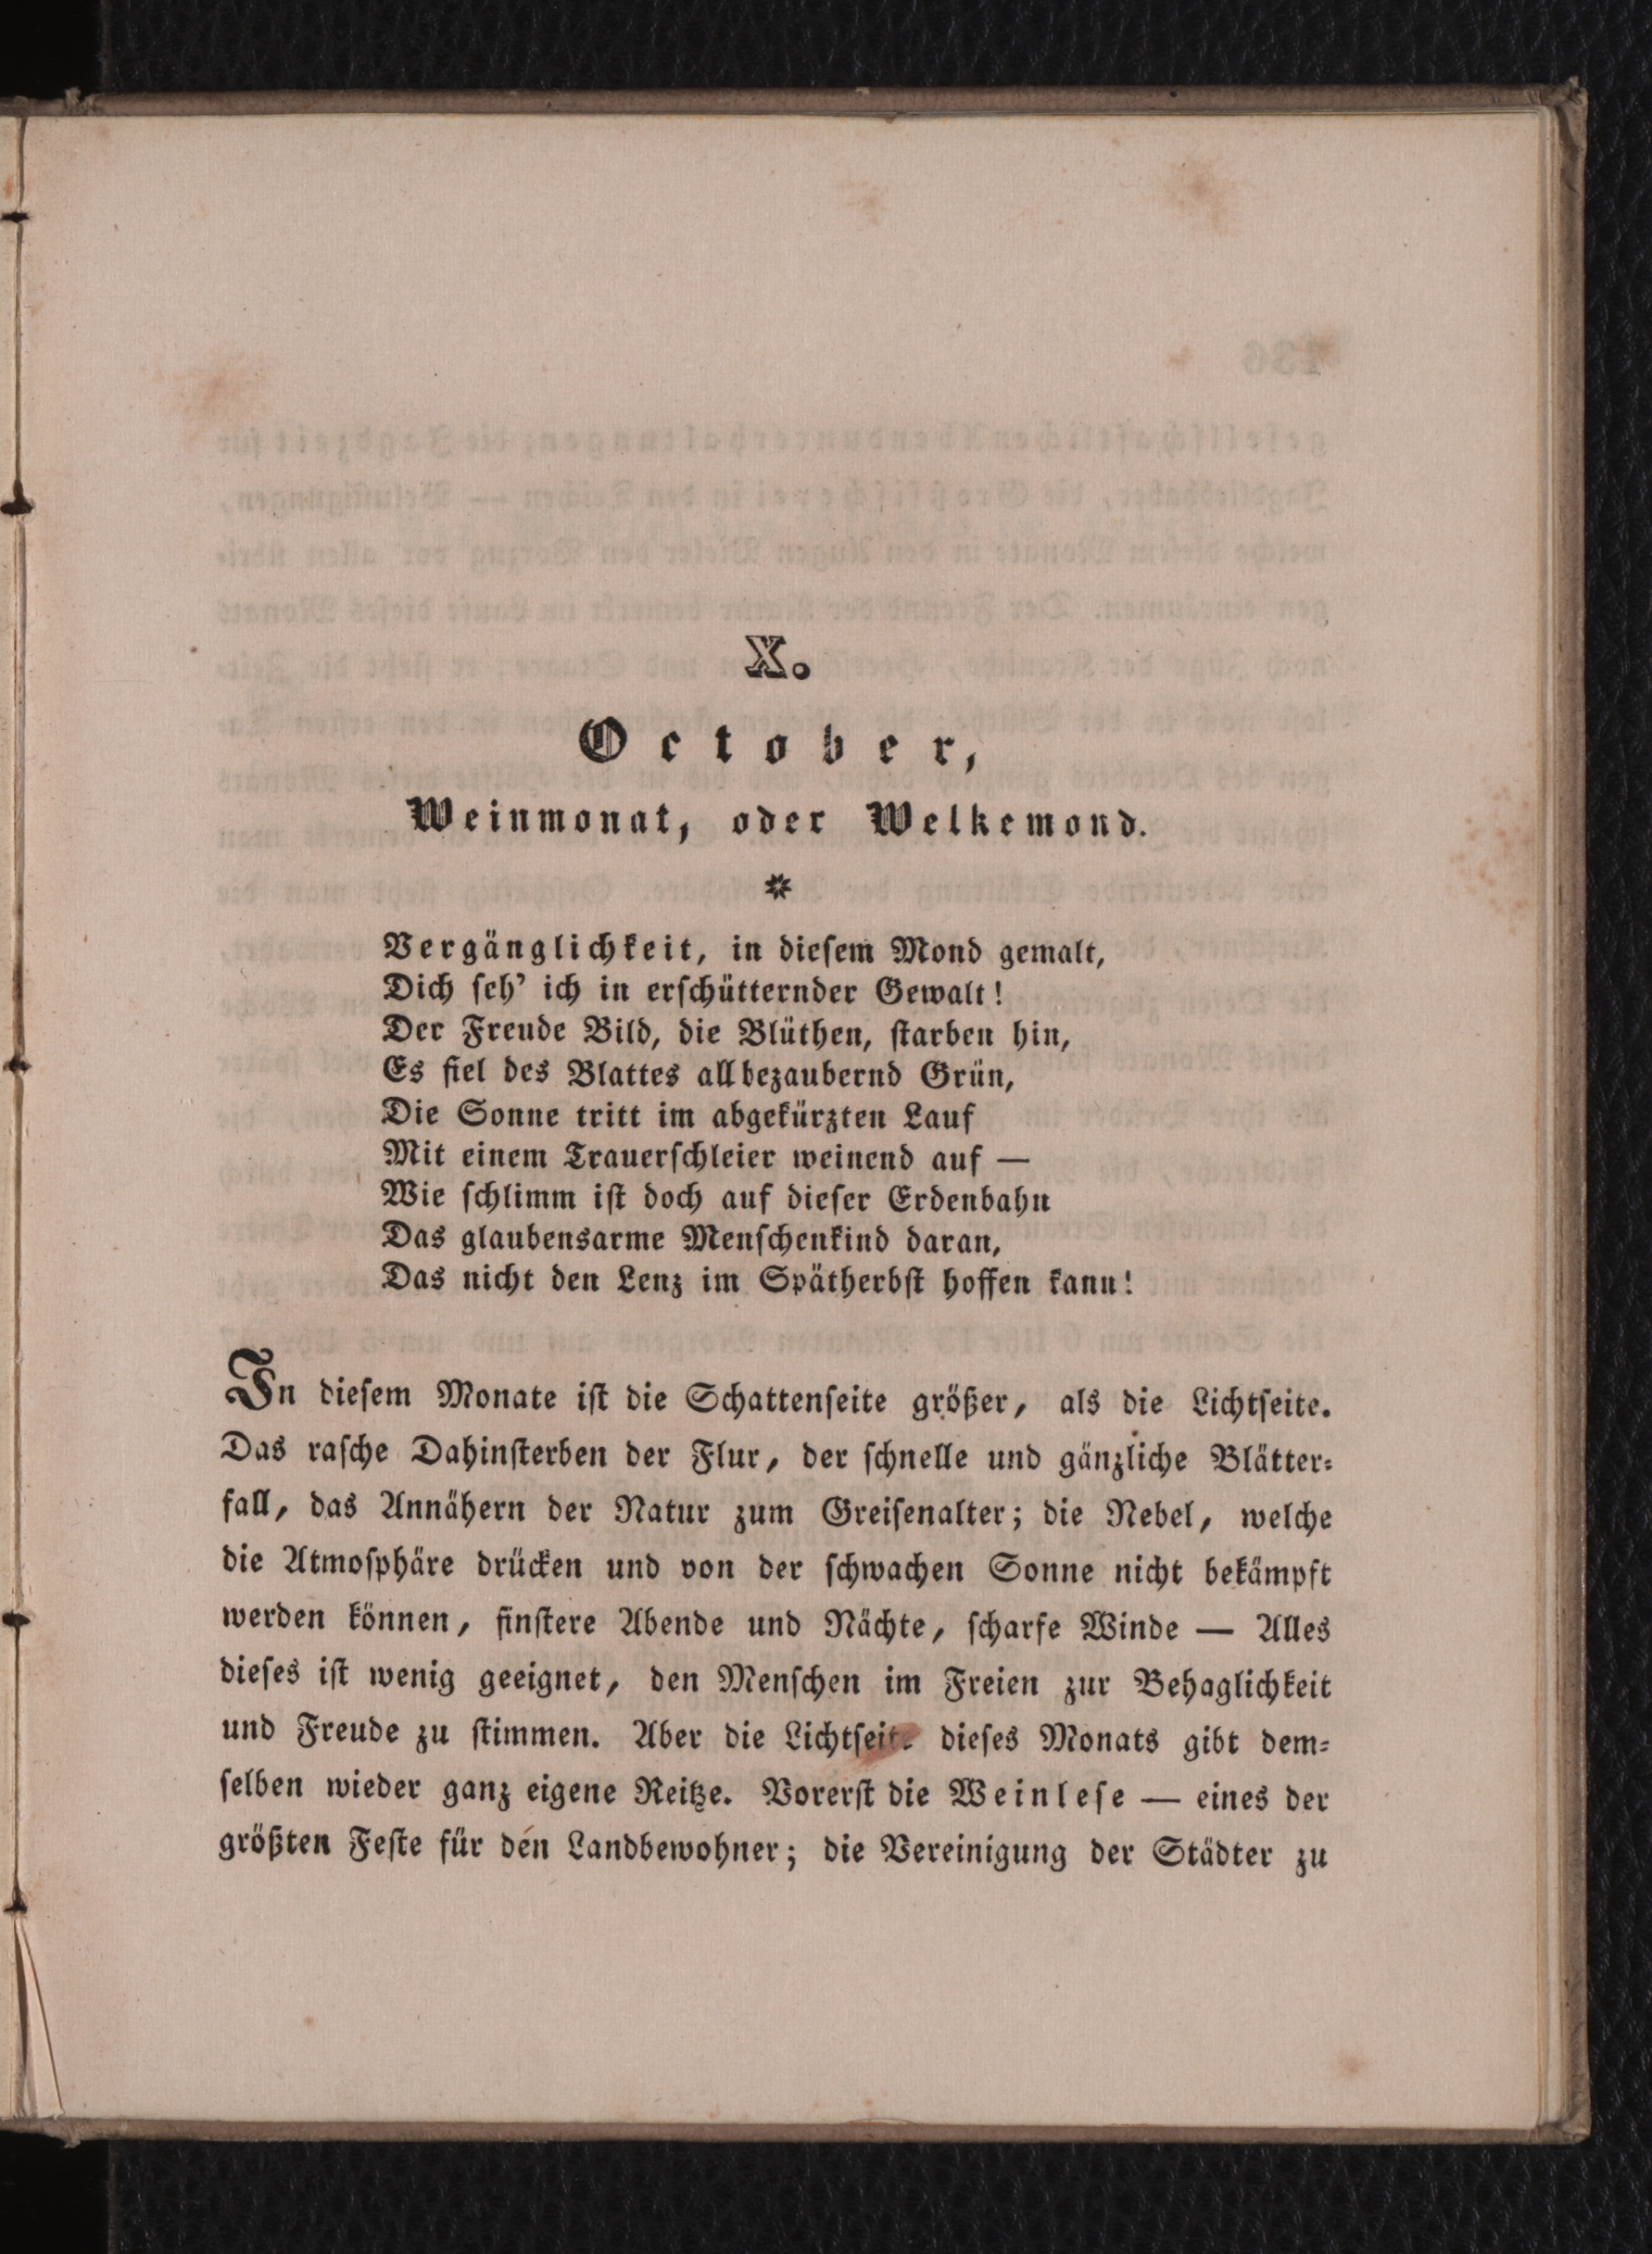 X.
October,
Weinmonat, oder Welkemond.
Vergänglichkeit, in dieſem Mond gemalt,
Dich ſeh’ ich in erſchütternder Gewalt!
Der Freude Bild, die Blüthen, ſtarben hin,
Es fiel des Blattes allbezaubernd Grün,
Die Sonne tritt im abgekürzten Lauf
Mit einem Trauerſchleier weinend auf —
Wie ſchlimm iſt doch auf dieſer Erdenbahn
Das glaubensarme Menſchenkind daran,
Das nicht den Lenz im Spätherbſt hoffen kann!
In dieſem Monate iſt die Schattenſeite größer, als die Lichtſeite.
Das raſche Dahinſterben der Flur, der ſchnelle und gänzliche Blätter⸗
fall, das Annähern der Natur zum Greiſenalter; die Nebel, welche
die Atmoſphäre drücken und von der ſchwachen Sonne nicht bekämpft
werden können, finſtere Abende und Nächte, ſcharfe Winde — Alles
dieſes iſt wenig geeignet, den Menſchen im Freien zur Behaglichkeit
und Freude zu ſtimmen. Aber die Lichtſeite dieſes Monats gibt dem⸗
ſelben wieder ganz eigene Reitze. Vorerſt die Weinleſe — eines der
größten Feſte für den Landbewohner; die Vereinigung der Städter zu